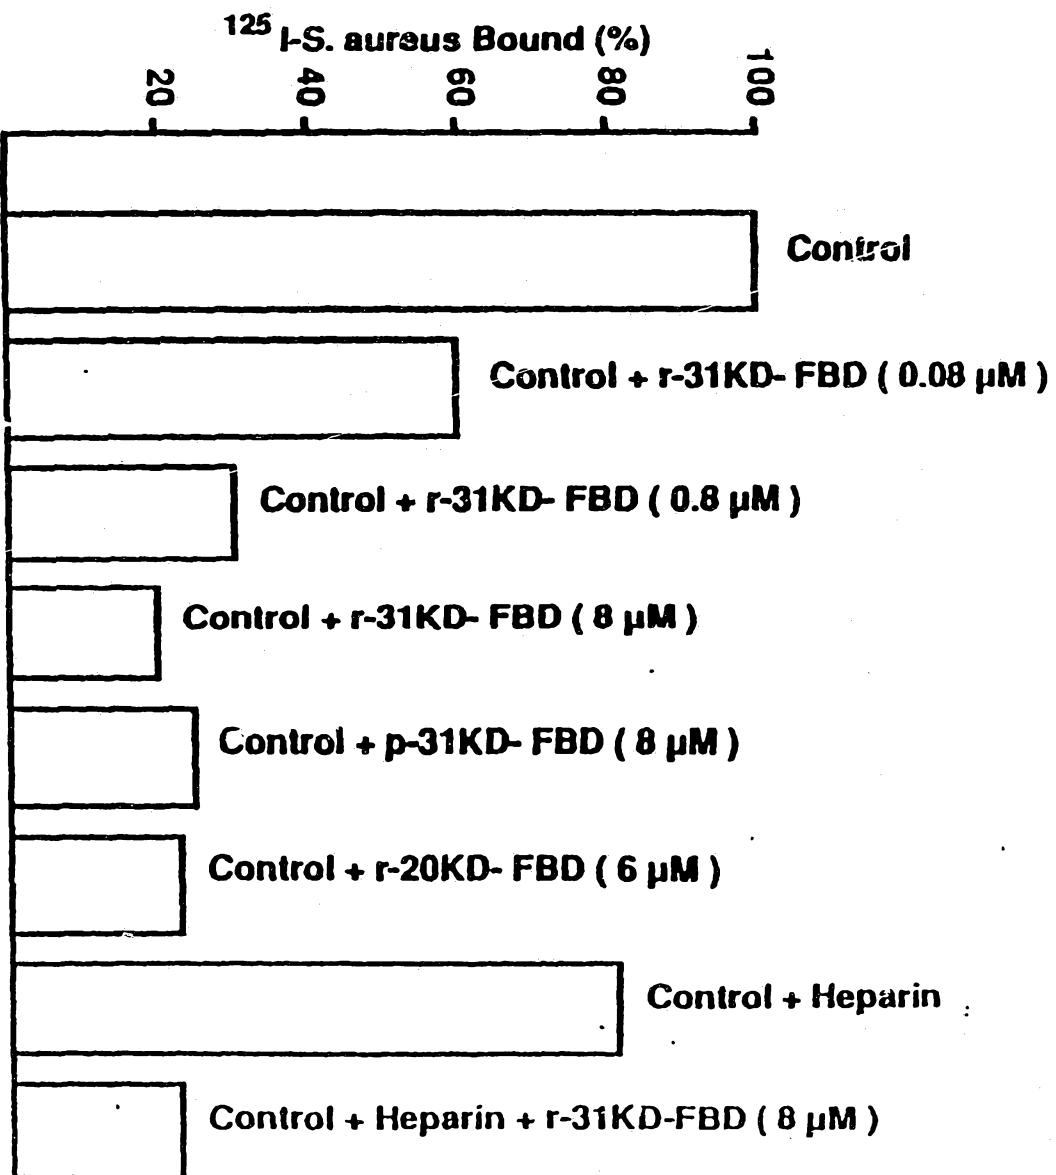 125 I-S. aureus Bound (%)
20 40 60 80 100
Control
Control + r-31KD- FBD ( 0.08 µM )
Control + r-31KD- FBD ( 0.8 µM )
Control + r-31KD- FBD ( 8 µM )
Control + p-31KD- FBD ( 8 µM )
Control + r-20KD- FBD ( 6 µM )
Control + Heparin
Control + Heparin + r-31KD-FBD ( 8 µM )